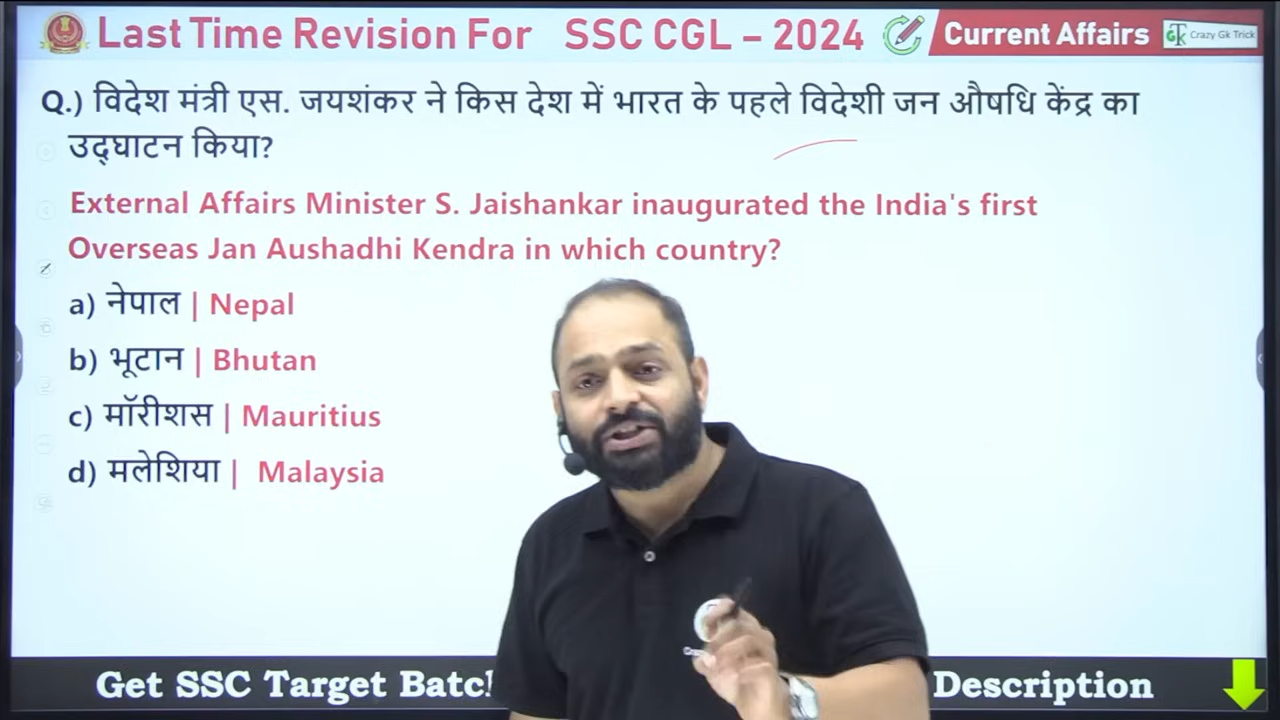 Last Time Revision For SSC CGL – 2024
Current Affairs
Crazy Gk Trick
Q.) विदेश मंत्री एस. जयशंकर ने किस देश में भारत के पहले विदेशी जन औषधि केंद्र का
उद्घाटन किया?
External Affairs Minister S. Jaishankar inaugurated the India's first
Overseas Jan Aushadhi Kendra in which country?
a) नेपाल | Nepal
b) भूटान | Bhutan
c) मॉरीशस | Mauritius
d) मलेशिया | Malaysia
Get SSC Target Batch
Description